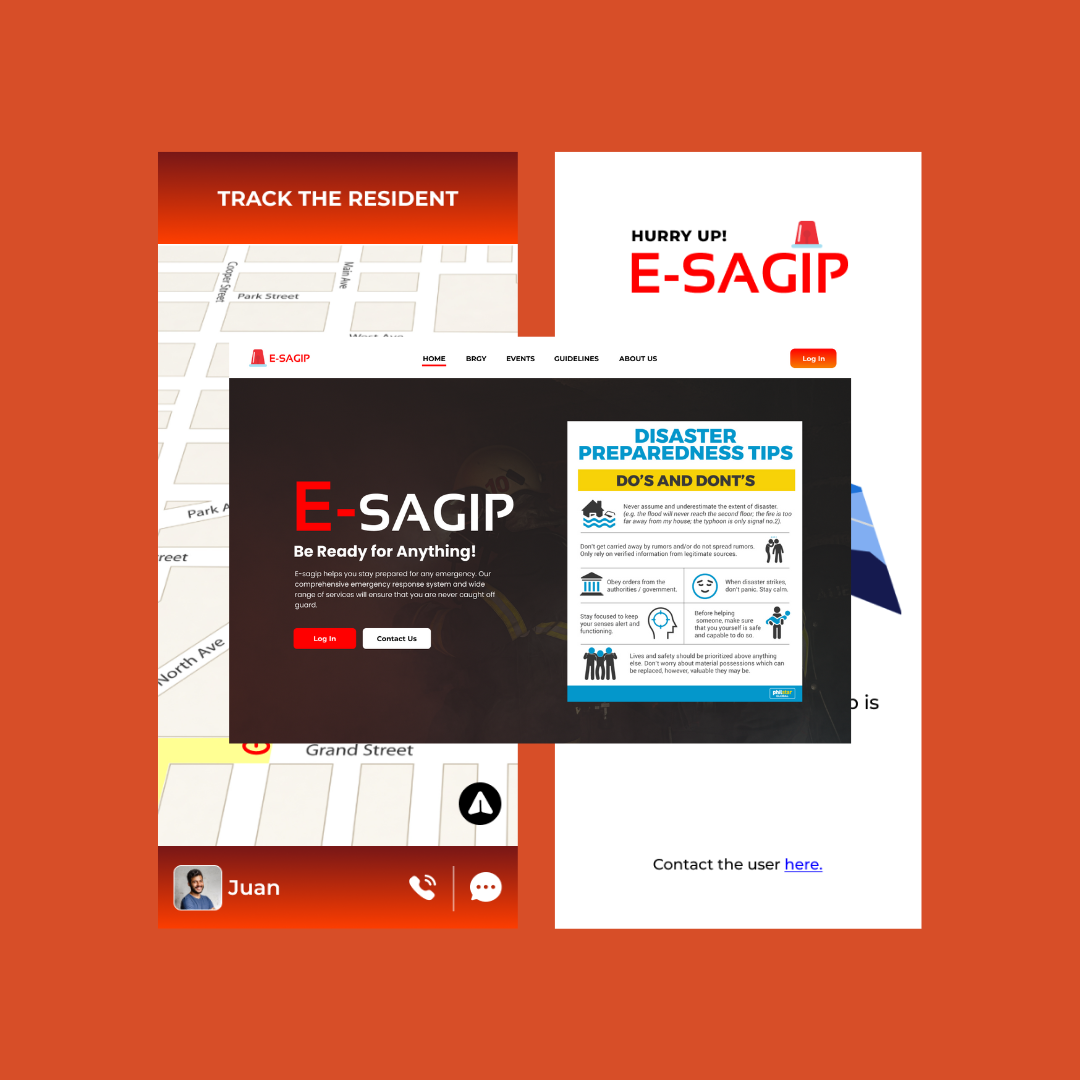 TRACK THE RESIDENT
Cooper Street
Main Ave
Park Street
West Ave
Park A
reet
North Ave
Grand Street
Juan
HURRY UP!
E-SAGIP
o is
Contact the user here.
E-SAGIP
HOME
BRGY
EVENTS
GUIDELINES
ABOUT US
Log In
E-SAGIP
Be Ready for Anything!
E-sagip helps you stay prepared for any emergency. Our
comprehensive emergency response system and wide
range of services will ensure that you are never caught off
guard.
Log In
Contact Us
10
DISASTER
PREPAREDNESS TIPS
DO'S AND DONT'S
Never assume and underestimate the extent of disaster.
(e.g. the flood will never reach the second floor; the fire is too
far away from my house; the typhoon is only signal no.2).
Don't get carried away by rumors and/or do not spread rumors.
Only rely on verified information from legitimate sources.
Obey orders from the
authorities / government.
When disaster strikes,
don't panic. Stay calm.
Stay focused to keep
your senses alert and
functioning.
Before helping
someone, make sure
that you yourself is safe
and capable to do so.
Lives and safety should be prioritized above anything
else. Don't worry about material possessions which can
be replaced, however, valuable they may be.
philstar
GLOBAL